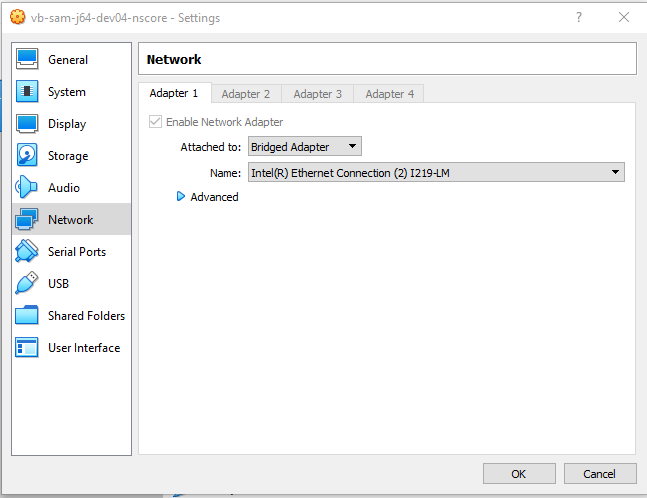 vb-sam-j64-dev04-nscore - Settings
General
System
Display
Storage
Audio
Network
Serial Ports
USB
Shared Folders
User Interface
Network
Adapter 1 Adapter 2 Adapter 3 Adapter 4
Enable Network Adapter
Attached to: Bridged Adapter
Name: Intel(R) Ethernet Connection (2) I219-LM
Advanced
OK Cancel